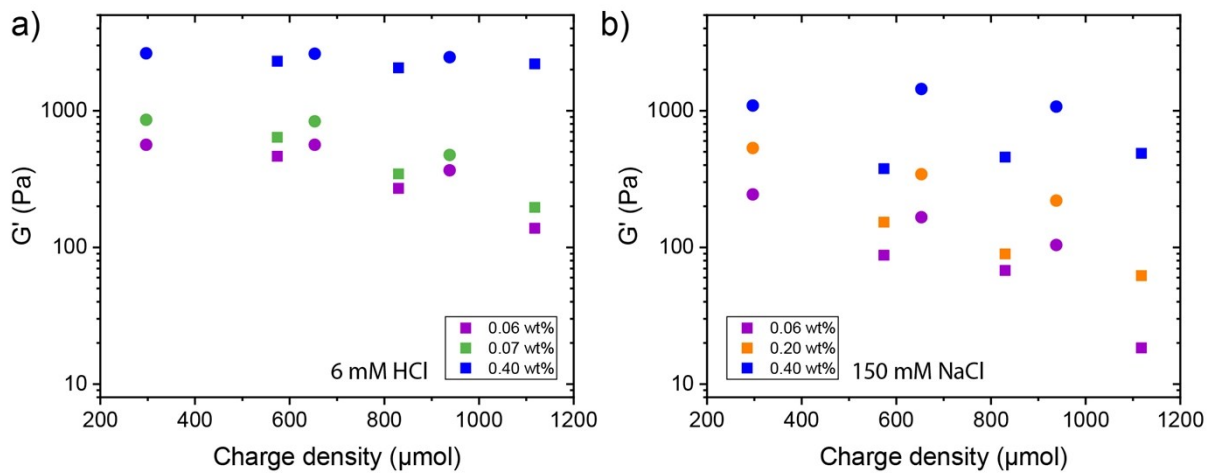 a)
G' (Pa)
1000
100
10
0.06 wt%
0.07 wt%
0.40 wt%
6 mM HCl
200 400 600 800 1000 1200
Charge density (μmol)
b)
G' (Pa)
1000
100
10
0.06 wt%
0.20 wt%
0.40 wt%
150 mM NaCl
200 400 600 800 1000 1200
Charge density (μmol)